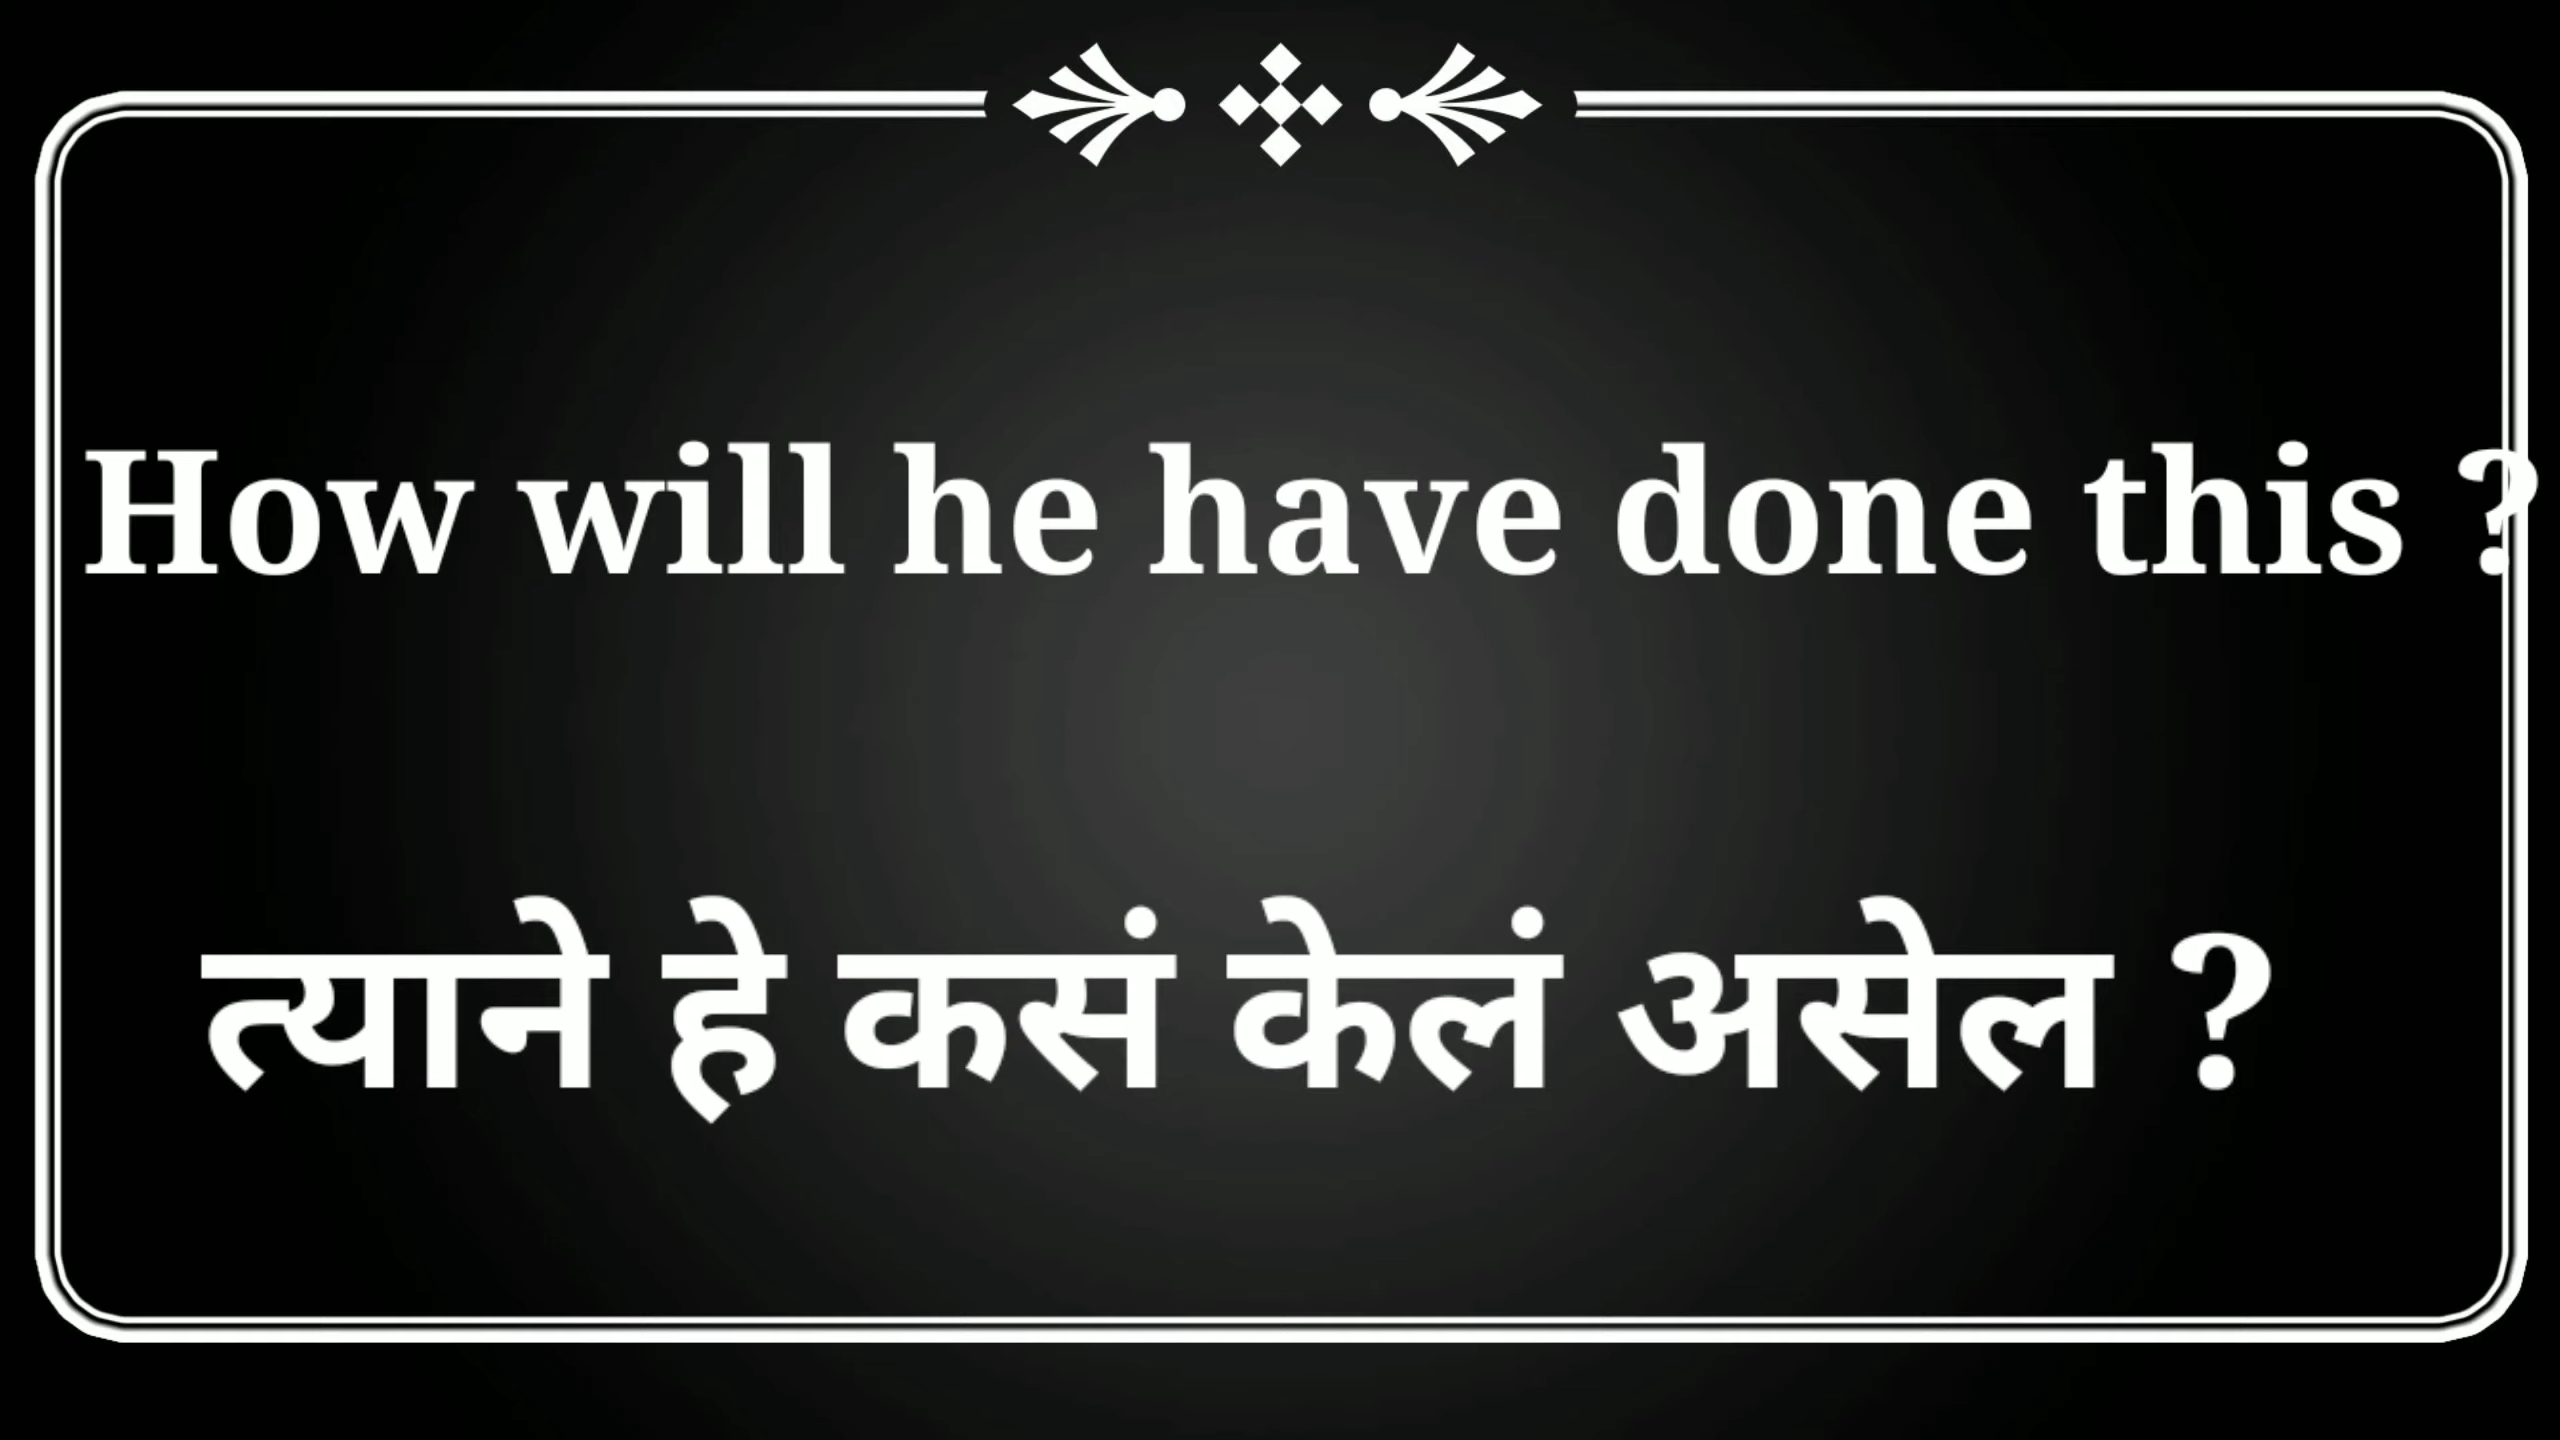 How will he have done this ?
त्याने हे कसं केलं असेल ?